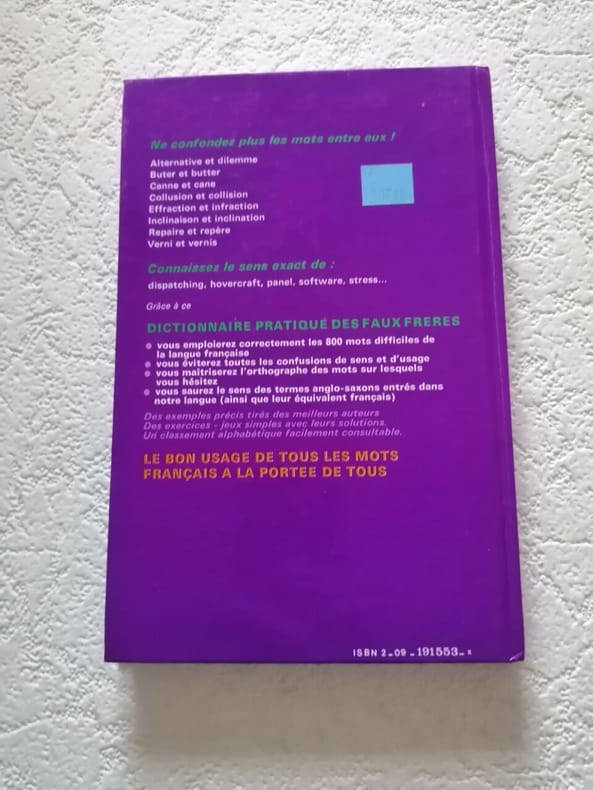 Ne confondez plus les mots entre eux !
Alternative et dilemme
Buter et butter
Canne et cane
Collusion et collision
Effraction et infraction
Inclinaison et inclination
Repaire et repère
Verni et vernis
Connaissez le sens exact de :
dispatching, hovercraft, panel, software, stress...
Grâce à ce
DICTIONNAIRE PRATIQUE DES FAUX FRERES
● vous emploierez correctement les 800 mots difficiles de
la langue française
● vous éviterez toutes les confusions de sens et d'usage
● vous maîtriserez l'orthographe des mots sur lesquels
vous hésitez
● vous saurez le sens des termes anglo-saxons entrés dans
notre langue (ainsi que leur équivalent français)
Des exemples précis tirés des meilleurs auteurs
Des exercices - jeux simples avec leurs solutions.
Un classement alphabétique facilement consultable.
LE BON USAGE DE TOUS LES MOTS
FRANÇAIS A LA PORTEE DE TOUS
ISBN 2-09-191553-x